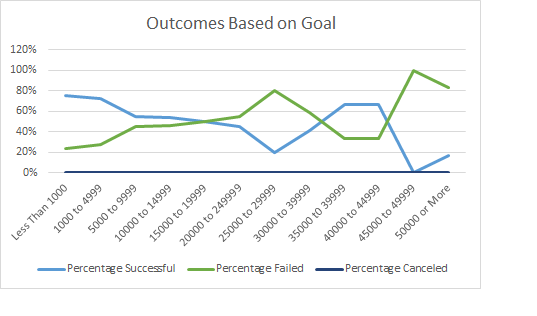 Outcomes Based on Goal
120%
100%
80%
60%
40%
20%
0%
Less Than 1000
1000 to 4999
5000 to 9999
10000 to 14999
15000 to 19999
20000 to 249999
25000 to 29999
30000 to 39999
35000 t0 39999
40000 to 44999
45000 to 49999
50000 or More
Percentage Successful Percentage Failed Percentage Canceled